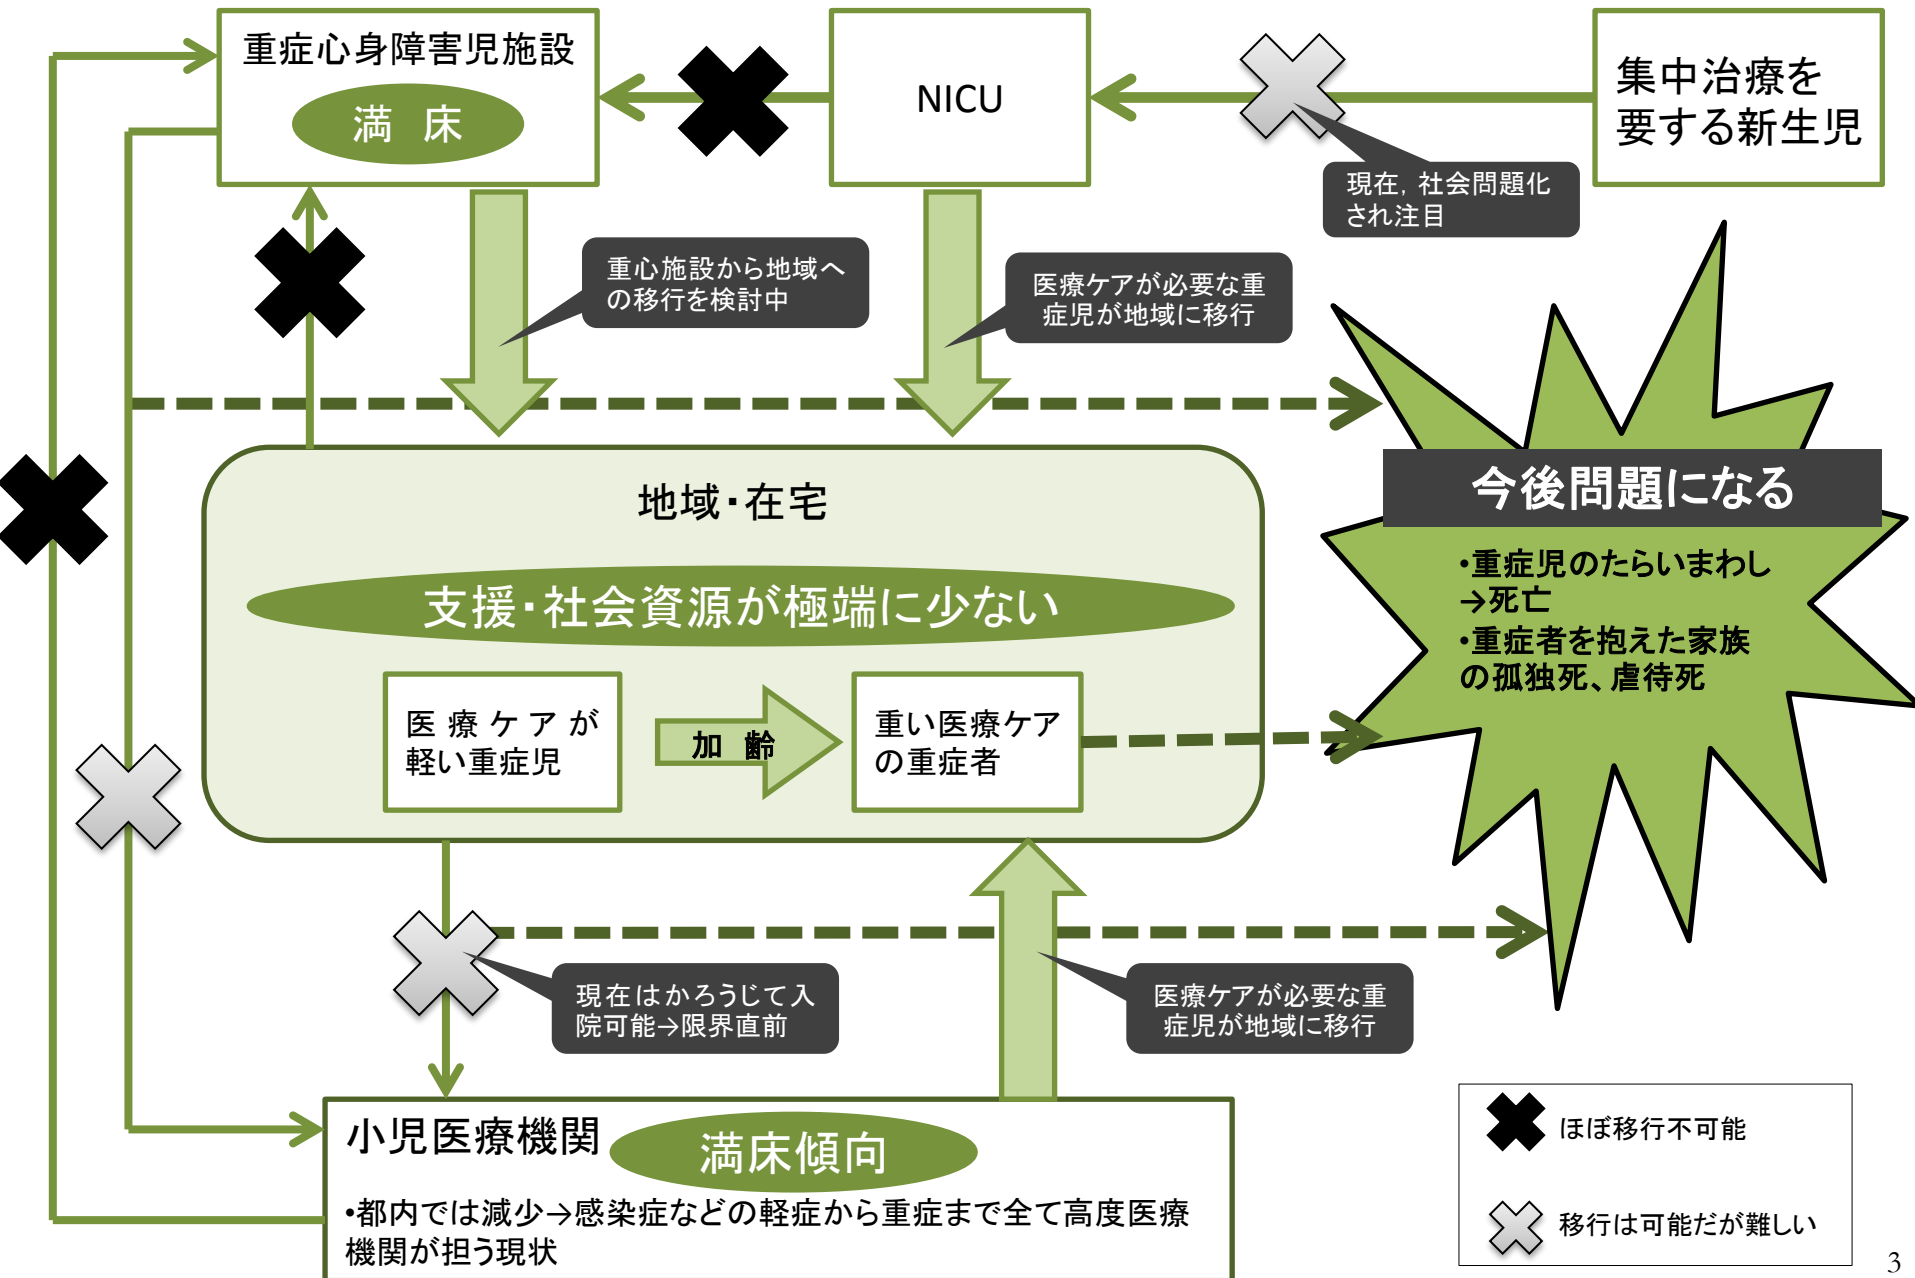 重症心身障害児施設
満　床
NICU
集中治療を
要する新生児
現在，社会問題化
され注目
重心施設から地域へ
の移行を検討中
医療ケアが必要な重
症児が地域に移行
地域・在宅
支援・社会資源が極端に少ない
医療ケアが
軽い重症児
加　齢
重い医療ケア
の重症者
今後問題になる
・重症児のたらいまわし
→死亡
・重症者を抱えた家族
の孤独死、虐待死
現在はかろうじて入
院可能→限界直前
医療ケアが必要な重
症児が地域に移行
小児医療機関
満床傾向
・都内では減少→感染症などの軽症から重症まで全て高度医療
機関が担う現状
ほぼ移行不可能
移行は可能だが難しい
3